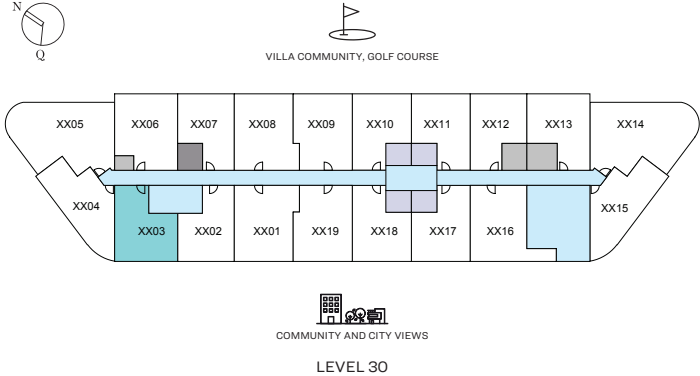 N
Q
VILLA COMMUNITY, GOLF COURSE
XX05
XX06
XX07
XX08
XX09
XX10
XX11
XX12
XX13
XX14
XX04
XX03
XX02
XX01
XX19
XX18
XX17
XX16
XX15
COMMUNITY AND CITY VIEWS
LEVEL 30